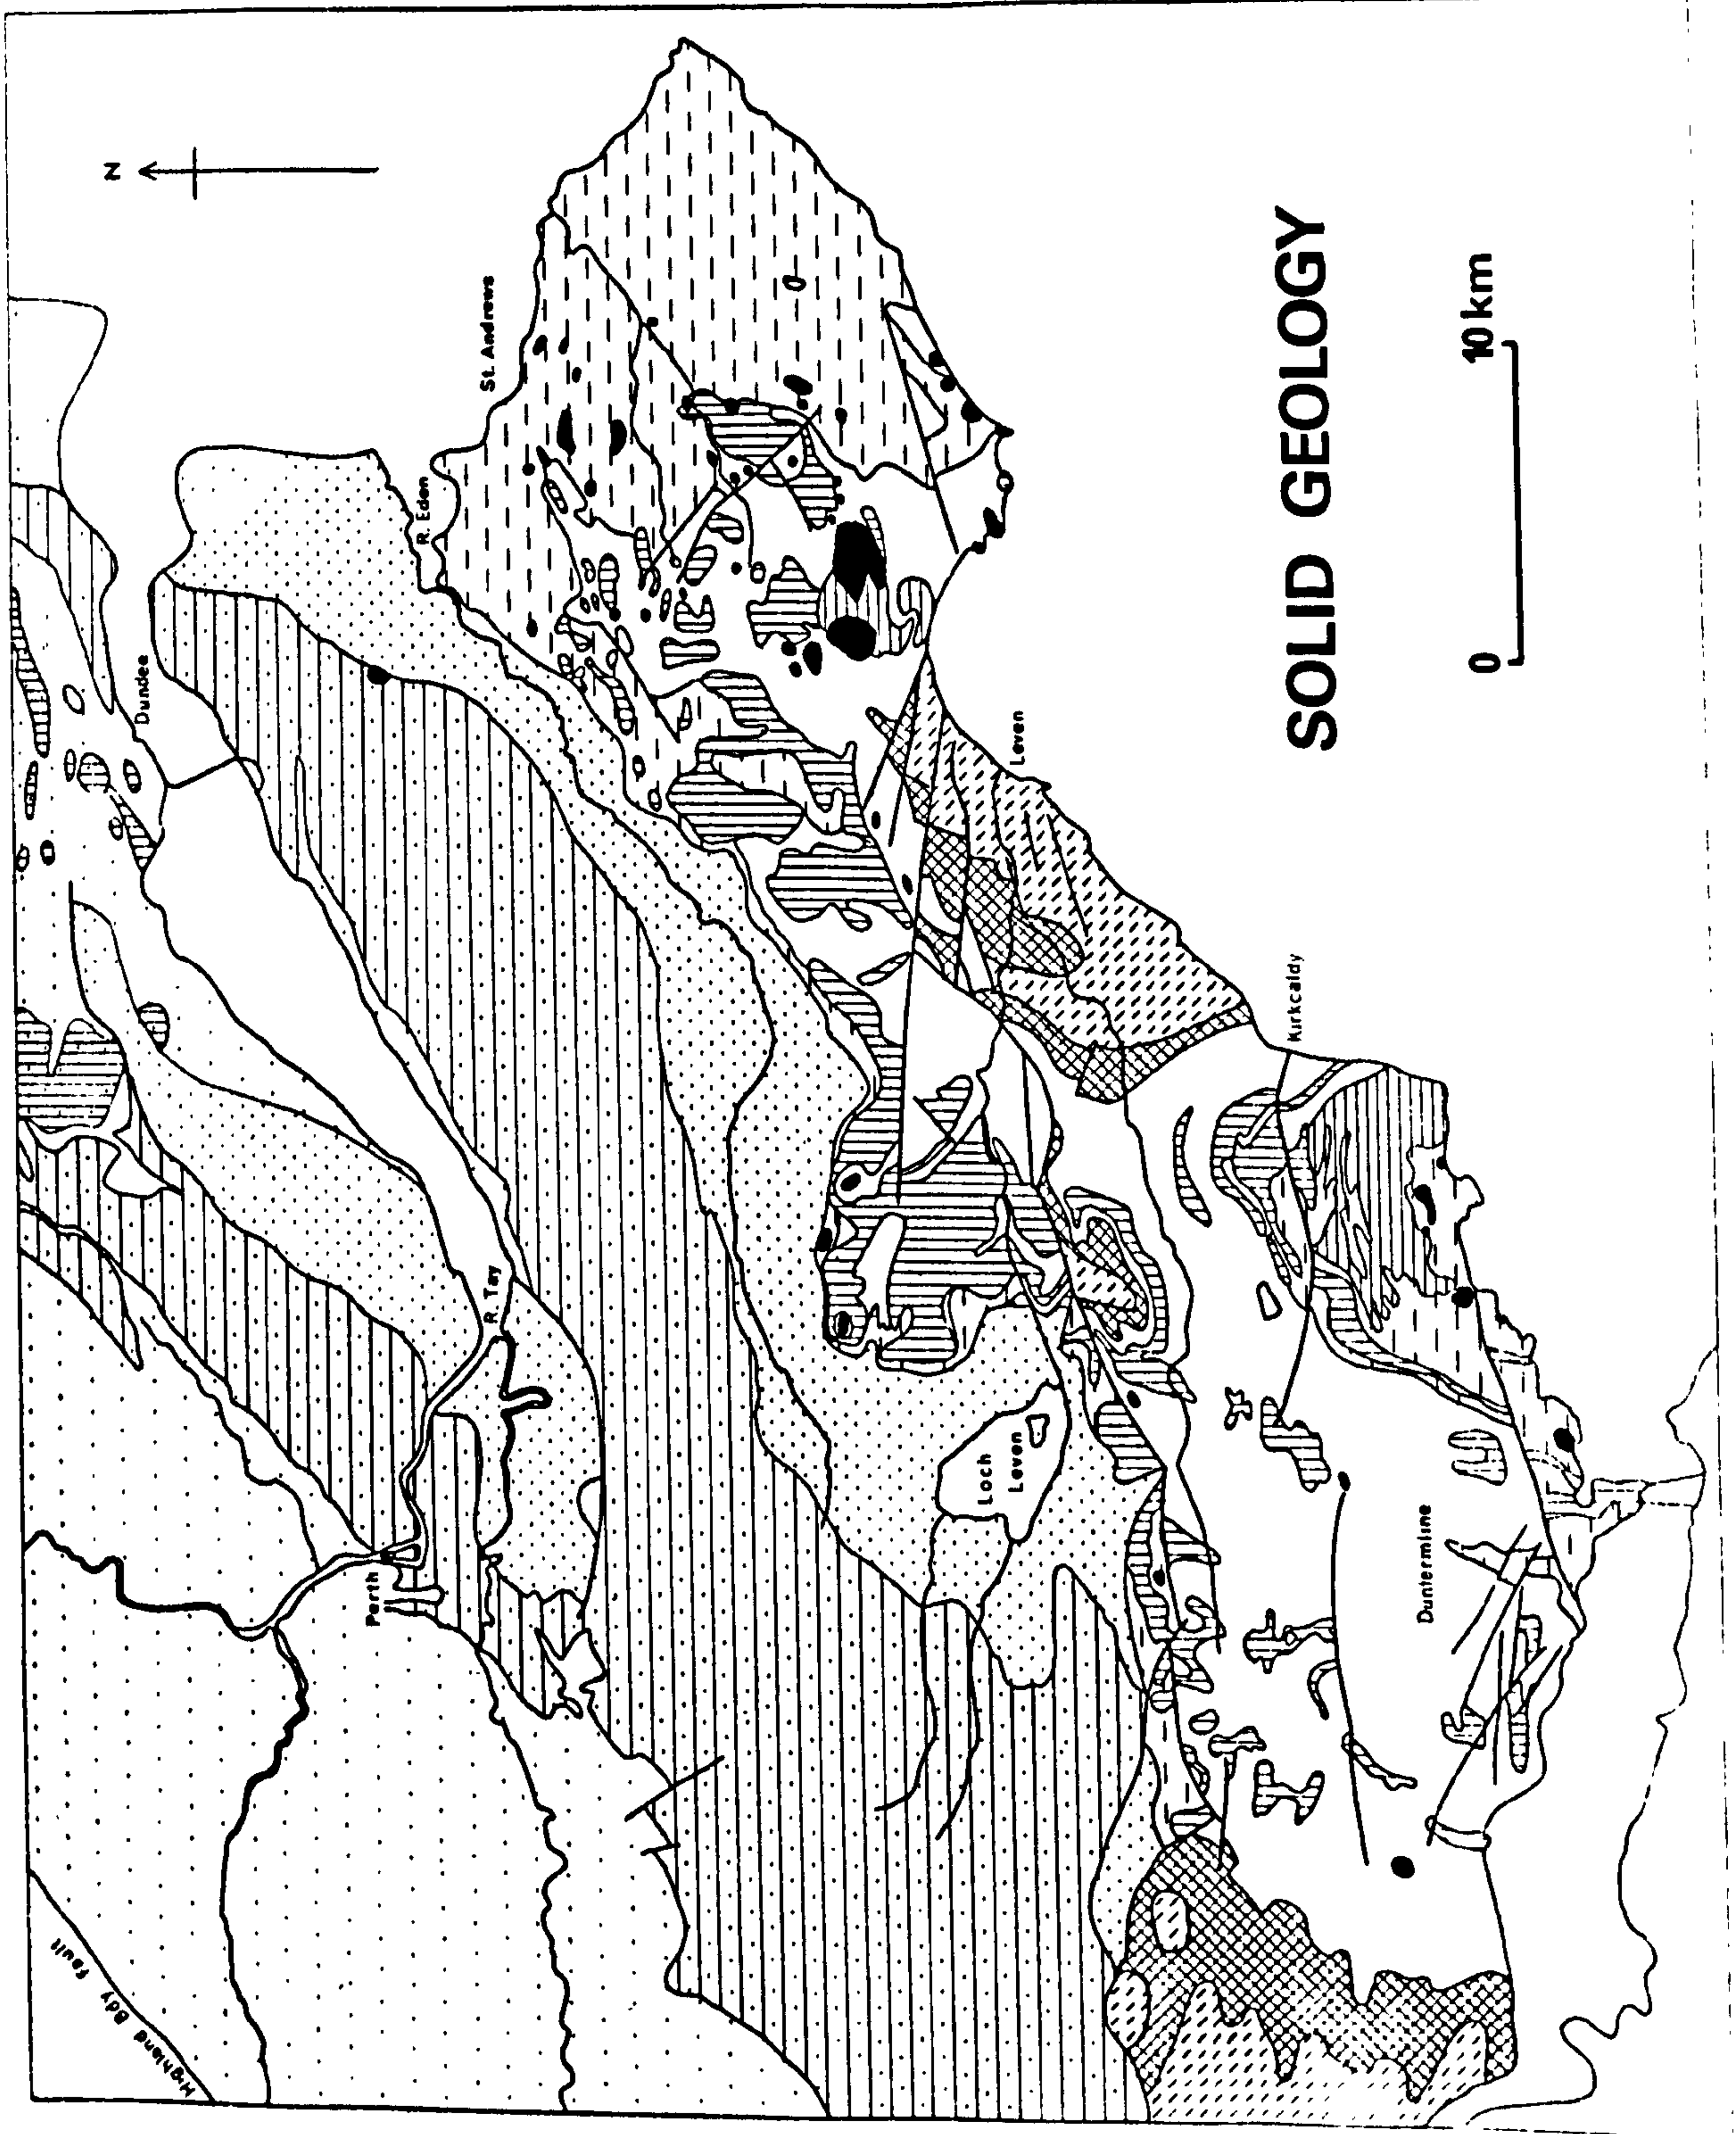 N
St. Andrews
R. Eden
Dundee
Leven
Kirkcaldy
R. Tay
Loch
Leven
Perth
Dunfermline
Highland Bdy Fault
SOLID GEOLOGY
0
10km